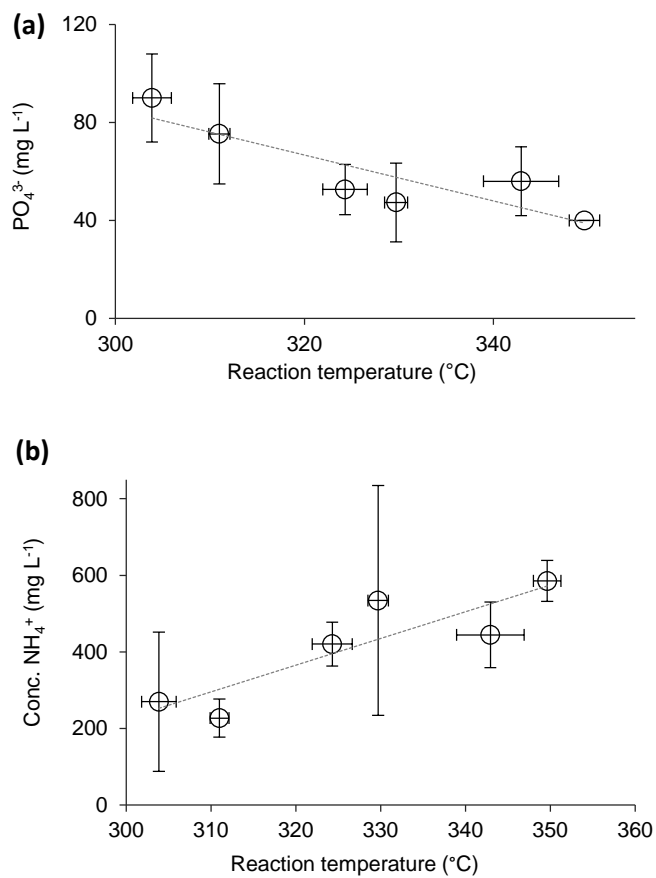 (a)
120
80
40
0
PO₄³⁻ (mg L⁻¹)
300 320 340
Reaction temperature (°C)
(b)
800
600
400
200
0
Conc. NH₄⁺ (mg L⁻¹)
300 310 320 330 340 350 360
Reaction temperature (°C)